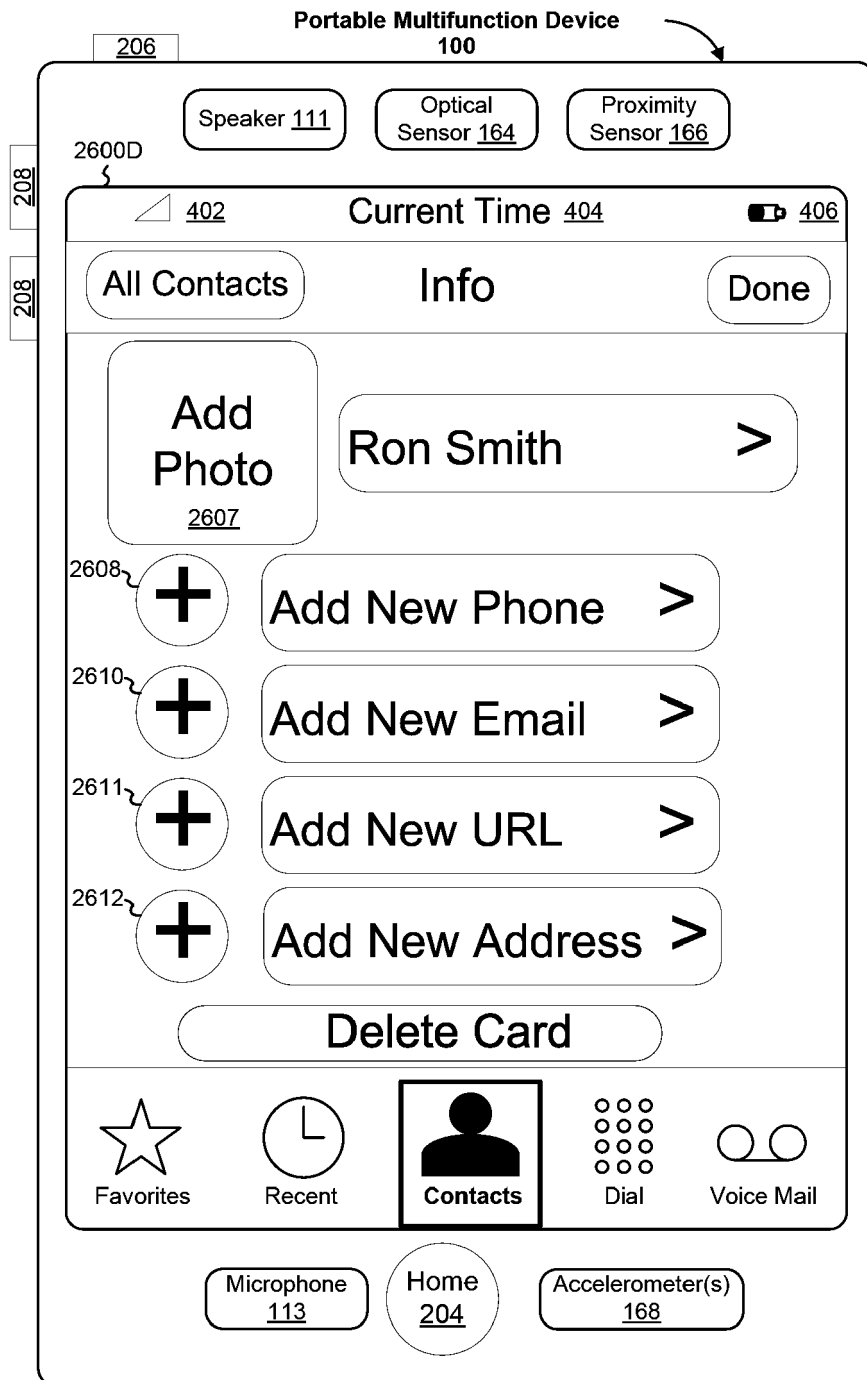 Portable Multifunction Device
100
206
Speaker 111
Optical
Sensor 164
Proximity
Sensor 166
2600D
208
208
402
Current Time 404
406
All Contacts
Info
Done
Add
Photo
2607
Ron Smith >
2608
+
Add New Phone >
2610
+
Add New Email >
2611
+
Add New URL >
2612
+
Add New Address >
Delete Card
Favorites
Recent
Contacts
Dial
Voice Mail
Microphone
113
Home
204
Accelerometer(s)
168